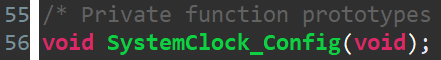 55 /* Private function prototypes
56 void SystemClock_Config(void);